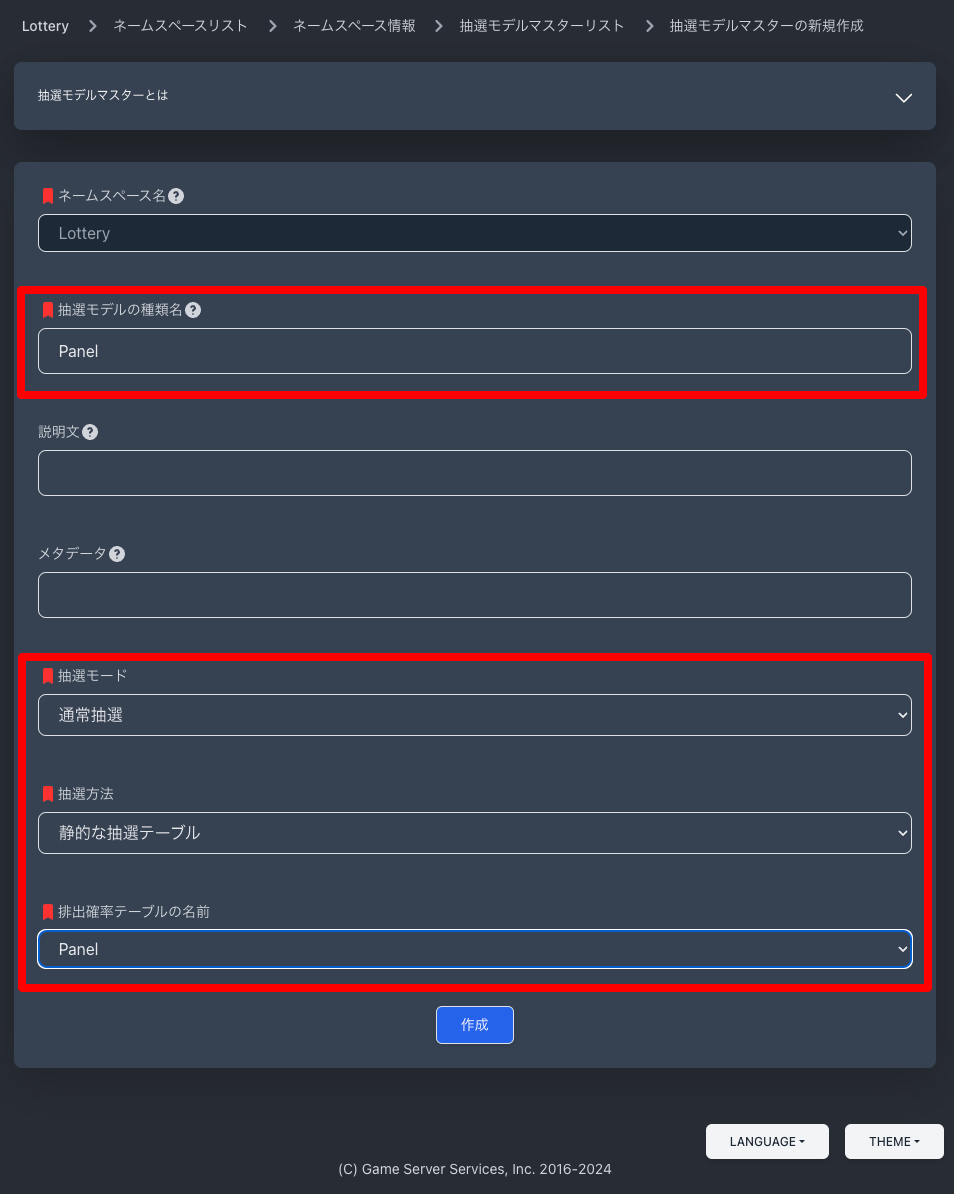 Lottery > ネームスペースリスト > ネームスペース情報 > 抽選モデルマスターリスト > 抽選モデルマスターの新規作成
抽選モデルマスターとは
ネームスペース名
Lottery
抽選モデルの種類名
Panel
説明文
メタデータ
抽選モード
通常抽選
抽選方法
静的な抽選テーブル
排出確率テーブルの名前
Panel
作成
LANGUAGE
THEME
(C) Game Server Services, Inc. 2016-2024